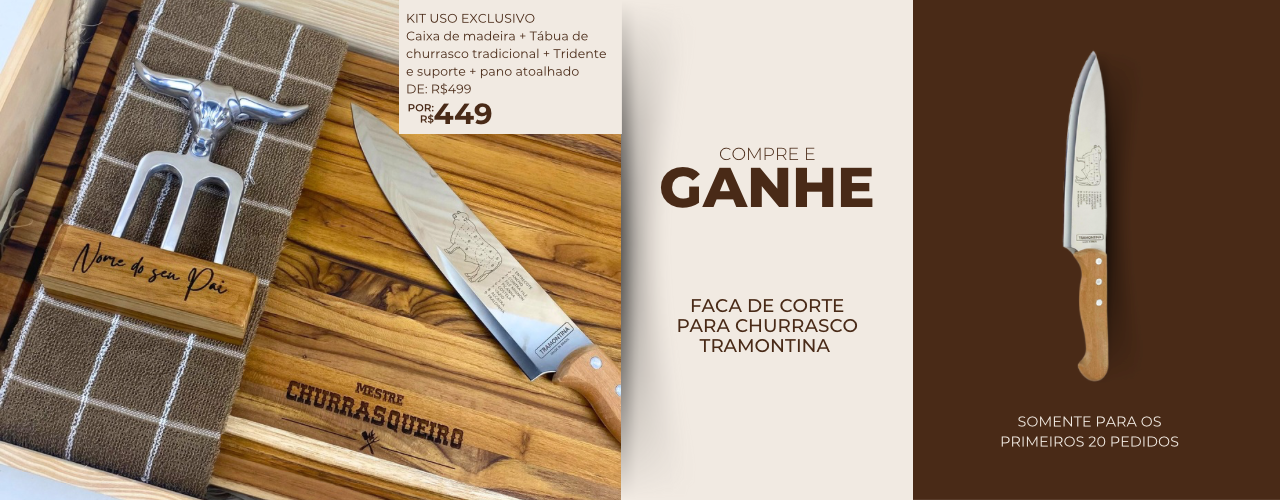 KIT USO EXCLUSIVO
Caixa de madeira + Tábua de
churrasco tradicional + Tridente
e suporte + pano atoalhado
DE: R$499
POR:
R$449
Nome do seu Pai
TRAMONTINA
MESTRE
CHURRASQUEIRO
COMPRE E
GANHE
FACA DE CORTE
PARA CHURRASCO
TRAMONTINA
TRAMONTINA
SOMENTE PARA OS
PRIMEIROS 20 PEDIDOS